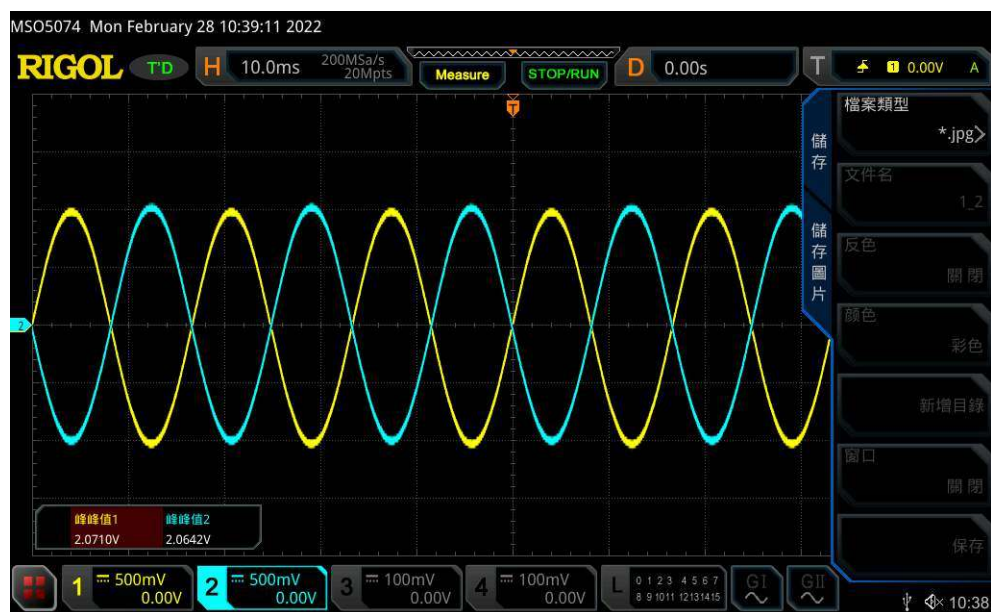 MSO5074 Mon February 28 10:39:11 2022
RIGOL T'D H 10.0ms 200MSa/s 20Mpts Measure STOP/RUN D 0.00s T 1 0.00V A
T
檔案類型
*.jpg
儲存
文件名
1_2
儲存圖片
反色
關閉
顏色
彩色
2
新增目錄
窗口
關閉
保存
峰峰值1 峰峰值2
2.0710V 2.0642V
1 500mV 0.00V
2 500mV 0.00V
3 100mV 0.00V
4 100mV 0.00V
L 0 1 2 3 4 5 6 7
8 9 10 11 12 13 14 15
GI
GII
10:38